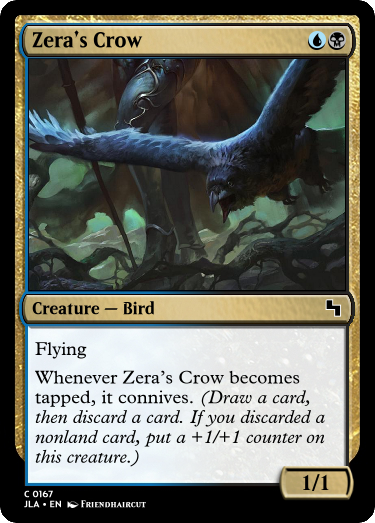 Zera's Crow
Creature — Bird
Flying
Whenever Zera's Crow becomes
tapped, it connives. (Draw a card,
then discard a card. If you discarded a
nonland card, put a +1/+1 counter on
this creature.)
1/1
C 0167
JLA • EN Friendhaircut